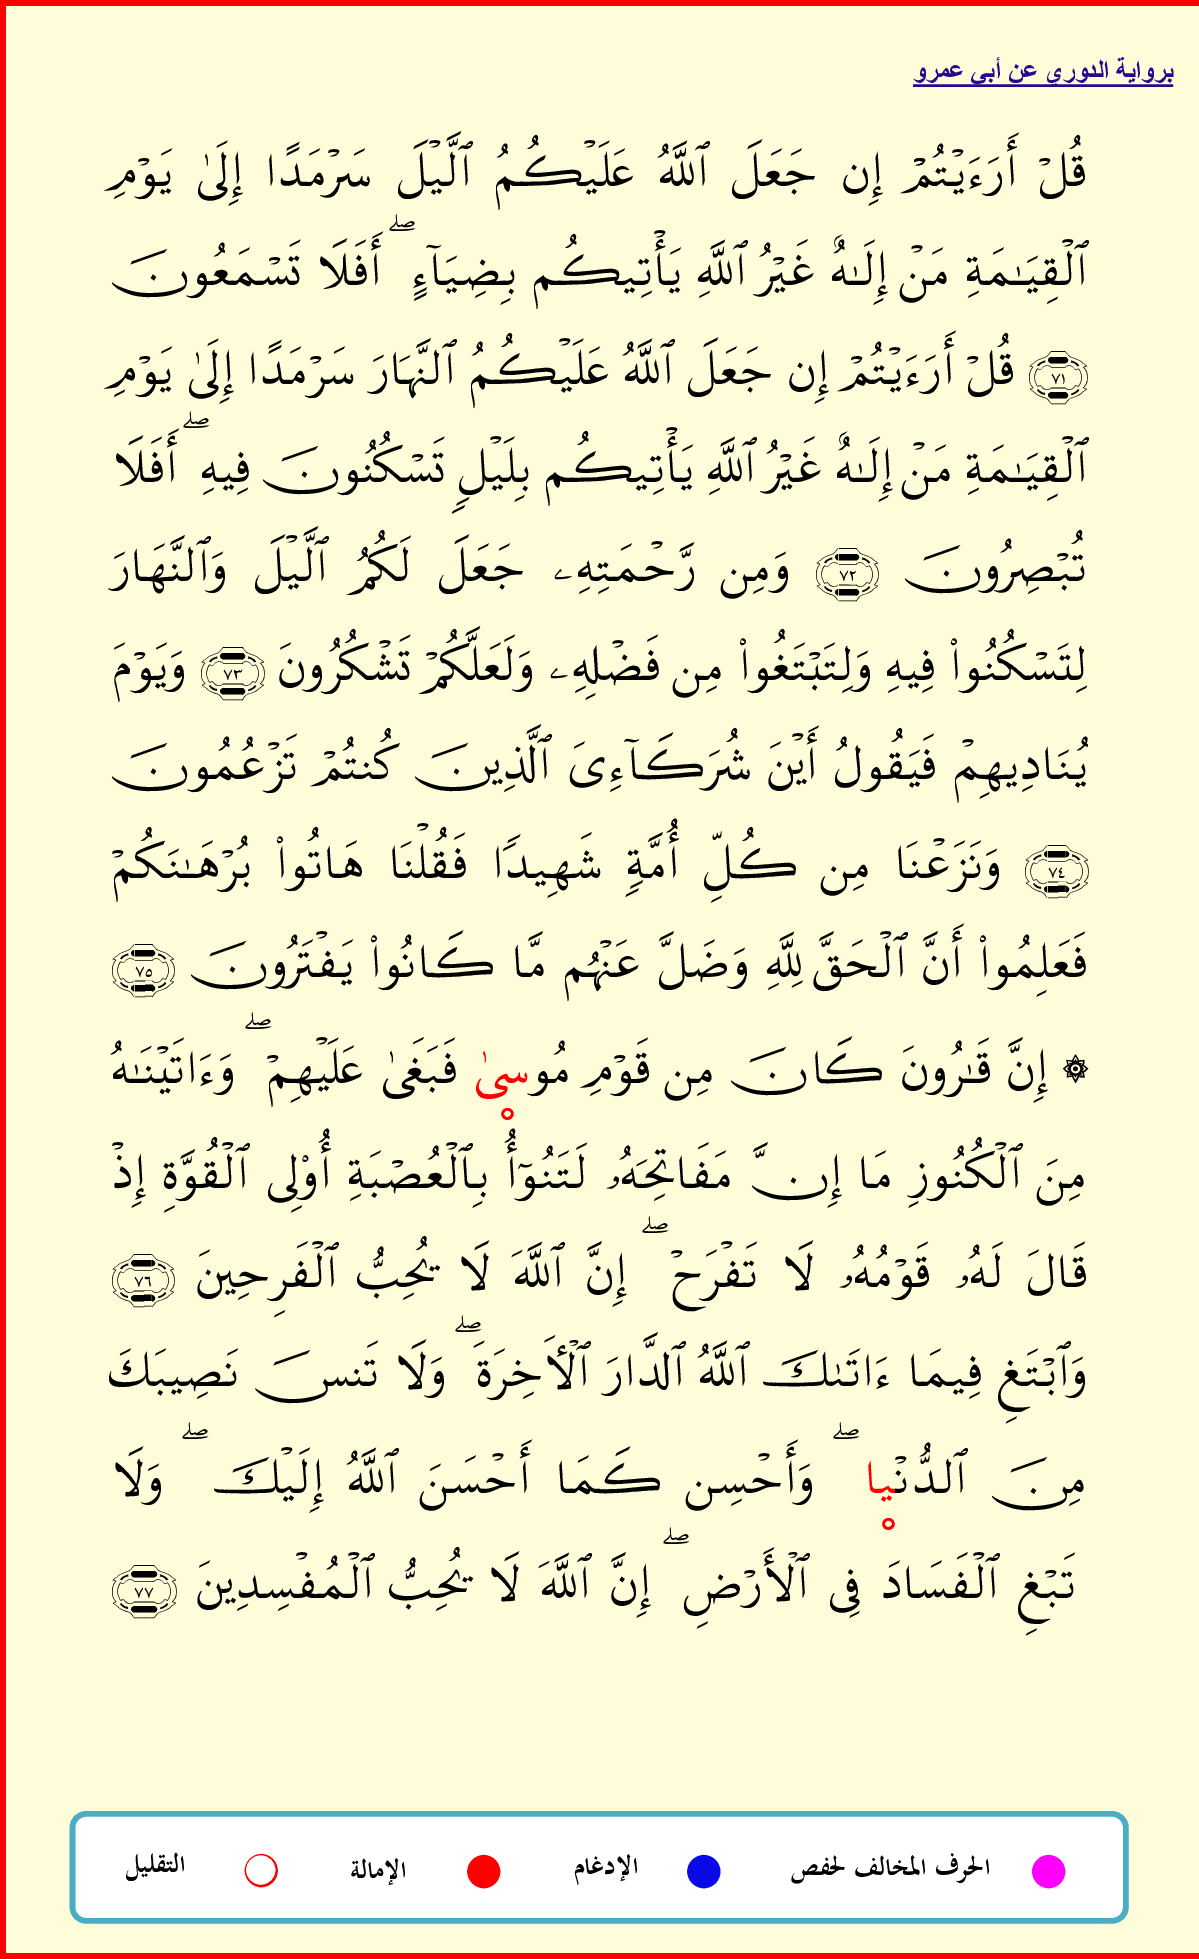 برواية الدوري عن أبي عمرو
قُلۡ أَرَءَيۡتُمۡ إِن جَعَلَ ٱللَّهُ عَلَيۡكُمُ ٱلَّيۡلَ سَرۡمَدًا إِلَىٰ يَوۡمِ
ٱلۡقِيَٰمَةِ مَنۡ إِلَٰهٌ غَيۡرُ ٱللَّهِ يَأۡتِيكُم بِضِيَآءٍۖ أَفَلَا تَسۡمَعُونَ
٧١ قُلۡ أَرَءَيۡتُمۡ إِن جَعَلَ ٱللَّهُ عَلَيۡكُمُ ٱلنَّهَارَ سَرۡمَدًا إِلَىٰ يَوۡمِ
ٱلۡقِيَٰمَةِ مَنۡ إِلَٰهٌ غَيۡرُ ٱللَّهِ يَأۡتِيكُم بِلَيۡلٖ تَسۡكُنُونَ فِيهِۖ أَفَلَا
تُبۡصِرُونَ ٧٢ وَمِن رَّحۡمَتِهِۦ جَعَلَ لَكُمُ ٱلَّيۡلَ وَٱلنَّهَارَ
لِتَسۡكُنُواْ فِيهِ وَلِتَبۡتَغُواْ مِن فَضۡلِهِۦ وَلَعَلَّكُمۡ تَشۡكُرُونَ ٧٣ وَيَوۡمَ
يُنَادِيهِمۡ فَيَقُولُ أَيۡنَ شُرَكَآءِىَ ٱلَّذِينَ كُنتُمۡ تَزۡعُمُونَ
٧٤ وَنَزَعۡنَا مِن كُلِّ أُمَّةٖ شَهِيدٗا فَقُلۡنَا هَاتُواْ بُرۡهَٰنَكُمۡ
فَعَلِمُواْ أَنَّ ٱلۡحَقَّ لِلَّهِ وَضَلَّ عَنۡهُم مَّا كَانُواْ يَفۡتَرُونَ ٧٥
۞ إِنَّ قَٰرُونَ كَانَ مِن قَوۡمِ مُوسىٰ فَبَغَىٰ عَلَيۡهِمۡۖ وَءَاتَيۡنَٰهُ
مِنَ ٱلۡكُنُوزِ مَا إِنَّ مَفَاتِحَهُۥ لَتَنُوٓأُ بِٱلۡعُصۡبَةِ أُوْلِى ٱلۡقُوَّةِ إِذۡ
قَالَ لَهُۥ قَوۡمُهُۥ لَا تَفۡرَحۡۖ إِنَّ ٱللَّهَ لَا يُحِبُّ ٱلۡفَرِحِينَ ٧٦
وَٱبۡتَغِ فِيمَا ءَاتَىٰكَ ٱللَّهُ ٱلدَّارَ ٱلۡأَخِرَةَۖ وَلَا تَنسَ نَصِيبَكَ
مِنَ ٱلدُّنۡياۖ وَأَحۡسِن كَمَا أَحۡسَنَ ٱللَّهُ إِلَيۡكَۖ وَلَا
تَبۡغِ ٱلۡفَسَادَ فِى ٱلۡأَرۡضِۖ إِنَّ ٱللَّهَ لَا يُحِبُّ ٱلۡمُفۡسِدِينَ ٧٧
الحرف المخالف لحفص الإدغام الإمالة التقليل